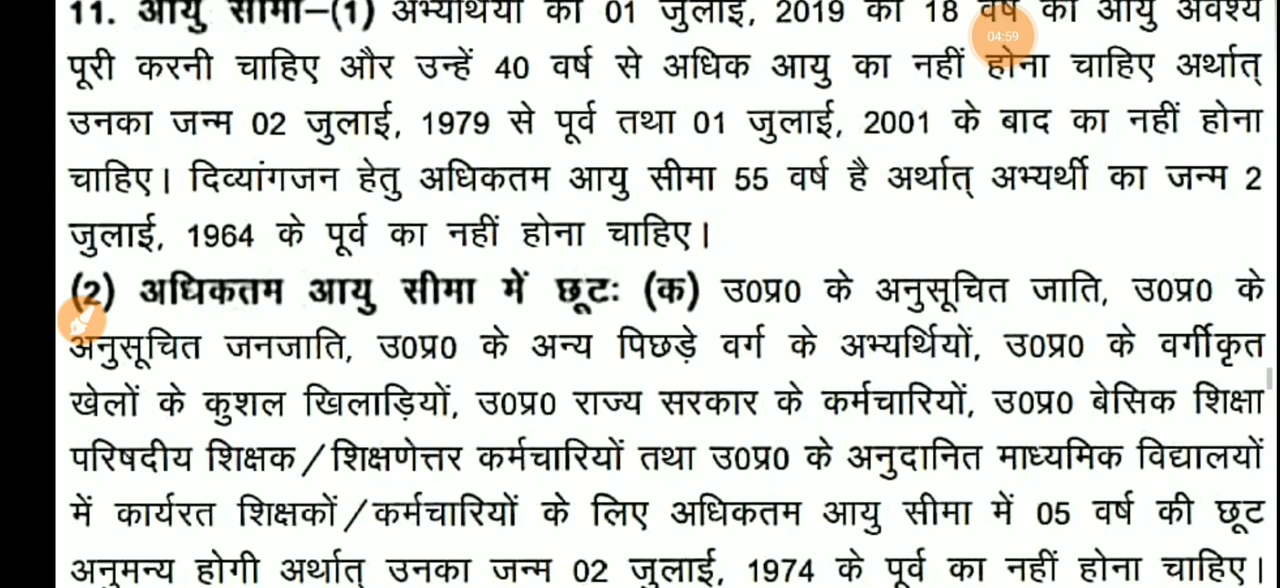 11. आयु सीमा–(1) अभ्यर्थियों को 01 जुलाई, 2019 को 18 वर्ष की आयु अवश्य
04:59
पूरी करनी चाहिए और उन्हें 40 वर्ष से अधिक आयु का नहीं होना चाहिए अर्थात्
उनका जन्म 02 जुलाई, 1979 से पूर्व तथा 01 जुलाई, 2001 के बाद का नहीं होना
चाहिए। दिव्यांगजन हेतु अधिकतम आयु सीमा 55 वर्ष है अर्थात् अभ्यर्थी का जन्म 2
जुलाई, 1964 के पूर्व का नहीं होना चाहिए।
(2) अधिकतम आयु सीमा में छूटः (क) उ0प्र0 के अनुसूचित जाति, उ0प्र0 के
अनुसूचित जनजाति, उ0प्र0 के अन्य पिछड़े वर्ग के अभ्यर्थियों, उ0प्र0 के वर्गीकृत
खेलों के कुशल खिलाड़ियों, उ0प्र0 राज्य सरकार के कर्मचारियों, उ0प्र0 बेसिक शिक्षा
परिषदीय शिक्षक/शिक्षणेत्तर कर्मचारियों तथा उ0प्र0 के अनुदानित माध्यमिक विद्यालयों
में कार्यरत शिक्षकों/कर्मचारियों के लिए अधिकतम आयु सीमा में 05 वर्ष की छूट
अनुमन्य होगी अर्थात् उनका जन्म 02 जुलाई, 1974 के पूर्व का नहीं होना चाहिए।